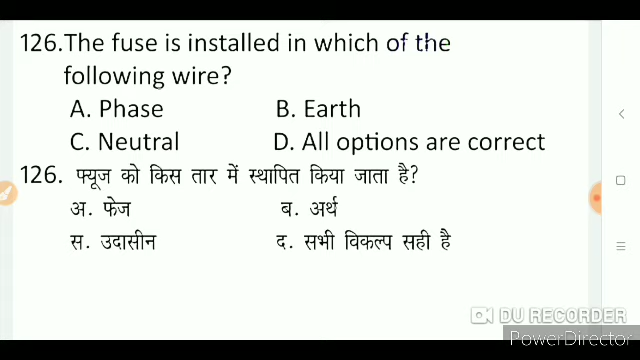 126.The fuse is installed in which of the
following wire?
A. Phase B. Earth
C. Neutral D. All options are correct
126. फ्यूज को किस तार में स्थापित किया जाता है?
अ. फेज ब. अर्थ
स. उदासीन द. सभी विकल्प सही है
DU RECORDER
PowerDirector